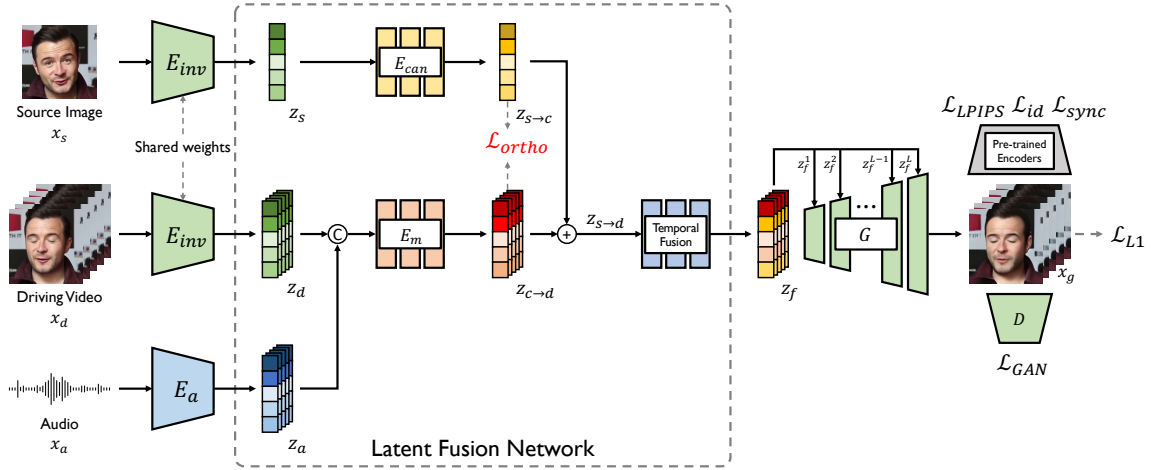 Source Image
x_s
E_inv
z_s
E_can
z_{s→c}
Shared weights
L_ortho
Driving Video
x_d
E_inv
z_d
C
E_m
z_{c→d}
+
z_{s→d}
Temporal
Fusion
Audio
x_a
E_a
z_a
Latent Fusion Network
z_f
z_f^1
z_f^2
z_f^{L−1}
z_f^L
G
L_LPIPS L_id L_sync
Pre-trained
Encoders
x_g
L_L1
D
L_GAN